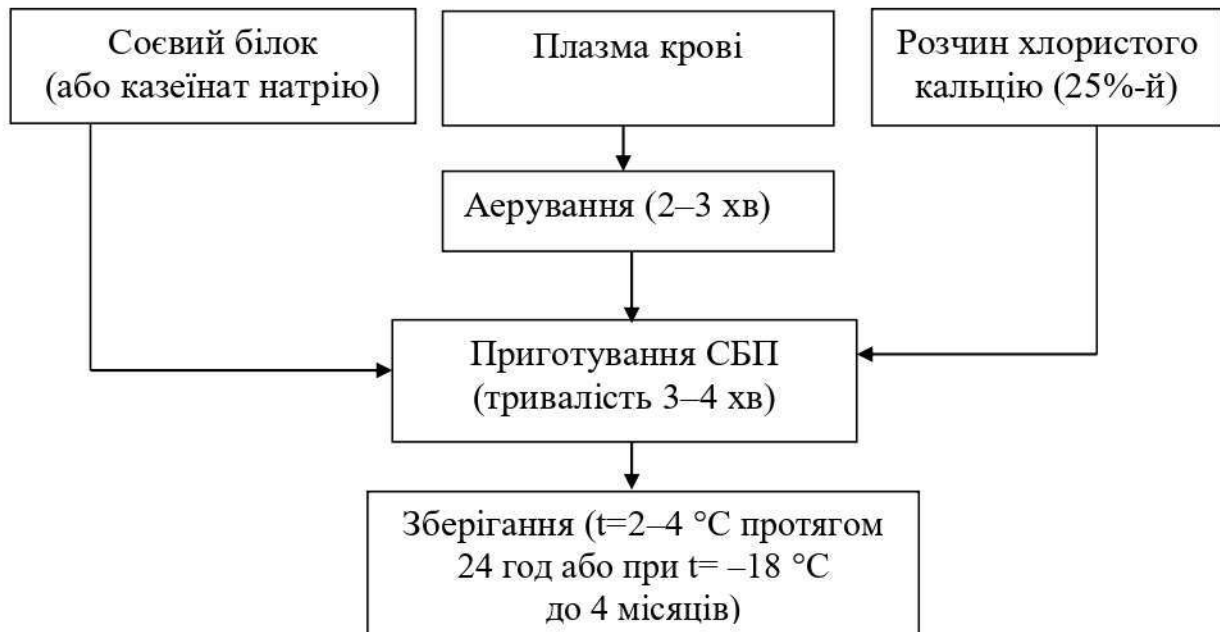 Соєвий білок
(або казеїнат натрію)
Плазма крові
Розчин хлористого
кальцію (25%-й)
Аерування (2–3 хв)
Приготування СБП
(тривалість 3–4 хв)
Зберігання (t=2–4 °С протягом
24 год або при t= –18 °С
до 4 місяців)